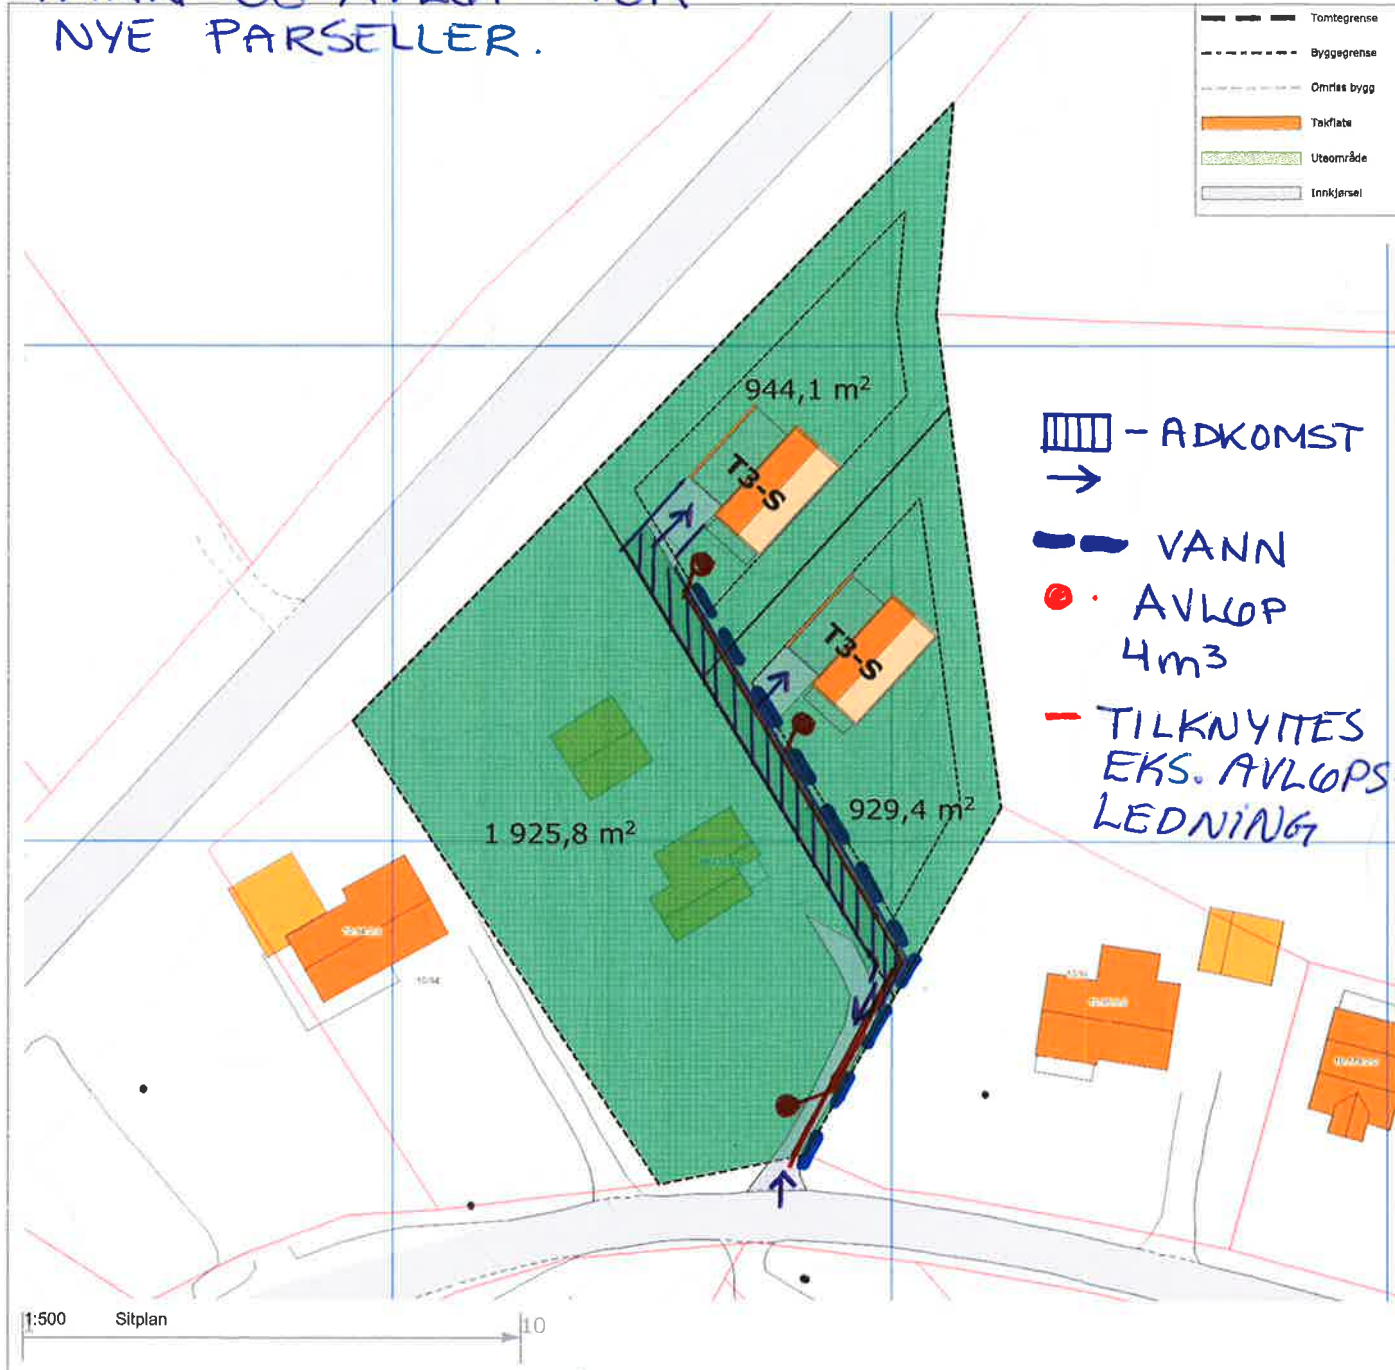 NYE PARSELLER.
Tomtegrense
Byggegrense
Omriss bygg
Takflate
Uteområde
Innkjørsel
944,1 m²
T3-S
- ADKOMST
VANN
AVLØP
4m³
T3-S
TILKNYTTES
EKS. AVLØPS-
LEDNING
929,4 m²
1 925,8 m²
1:500 Sitplan
10